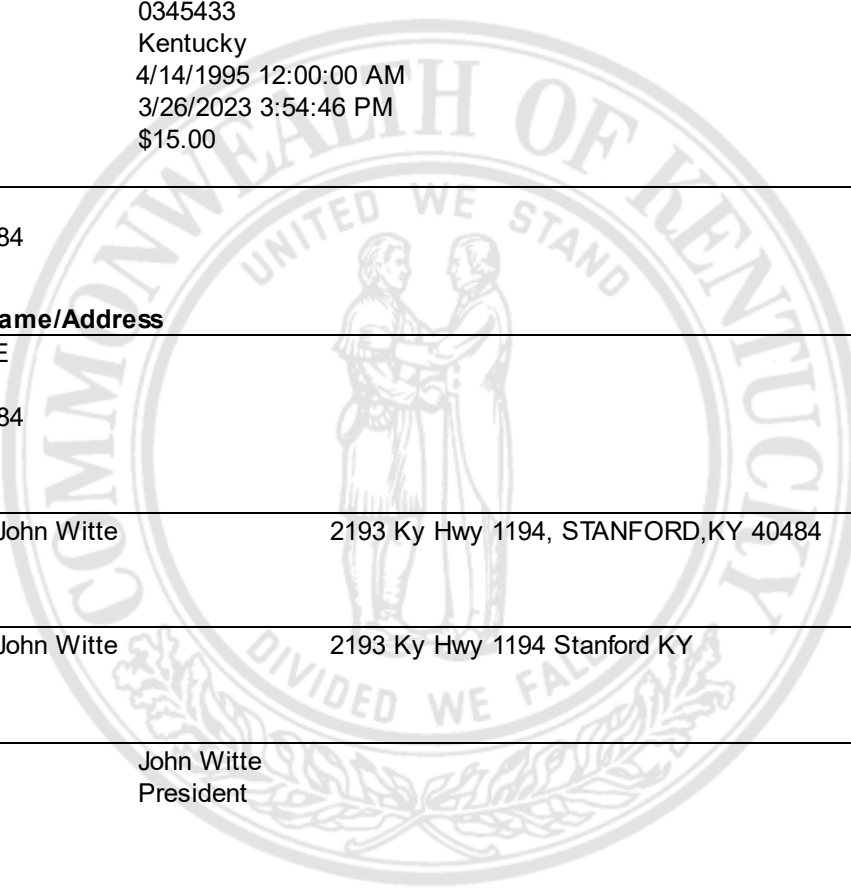 0345433
Kentucky
4/14/1995 12:00:00 AM
3/26/2023 3:54:46 PM
$15.00
84
ame/Address
E
84
John Witte 2193 Ky Hwy 1194, STANFORD,KY 40484
John Witte 2193 Ky Hwy 1194 Stanford KY
John Witte
President
COMMONWEALTH OF KENTUCKY
UNITED WE STAND
DIVIDED WE FALL